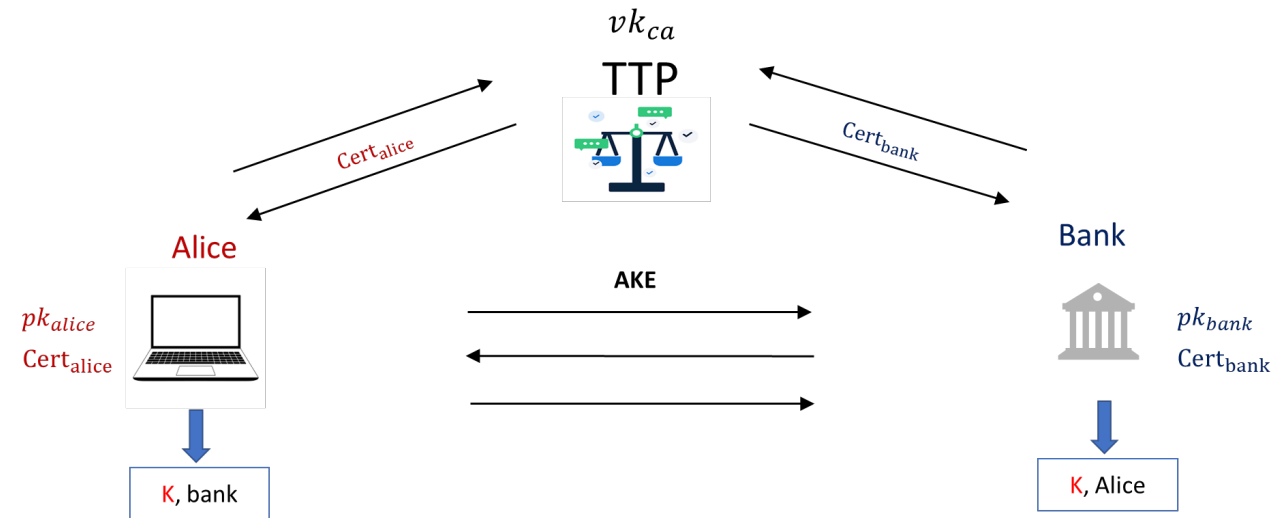 vk_ca
TTP
Cert_alice
Cert_bank
Alice
Bank
AKE
pk_alice
Cert_alice
pk_bank
Cert_bank
K, bank
K, Alice